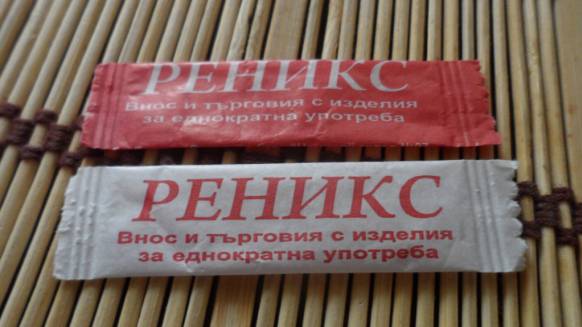 РЕНИКС
Внос и търговия с изделия
за еднократна употреба
РЕНИКС
Внос и търговия с изделия
за еднократна употреба